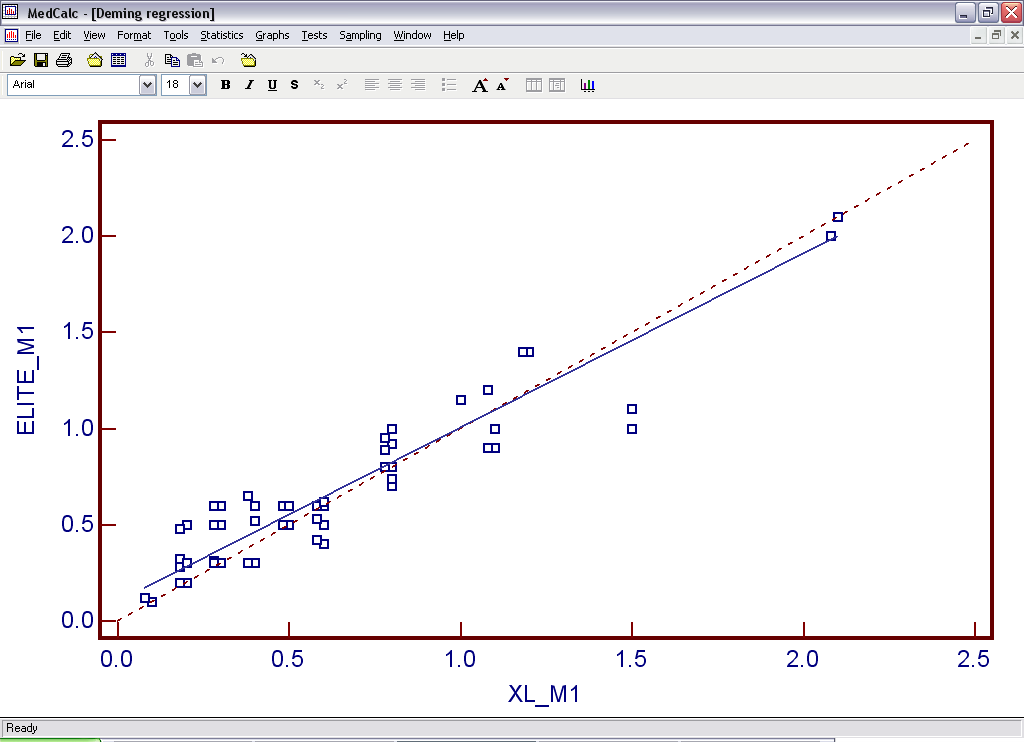 MedCalc - [Deming regression]
File Edit View Format Tools Statistics Graphs Tests Sampling Window Help
Arial 18 B I U S x₂ x² A A
2.5
2.0
1.5
1.0
0.5
0.0
ELITE_M1
0.0 0.5 1.0 1.5 2.0 2.5
XL_M1
Ready